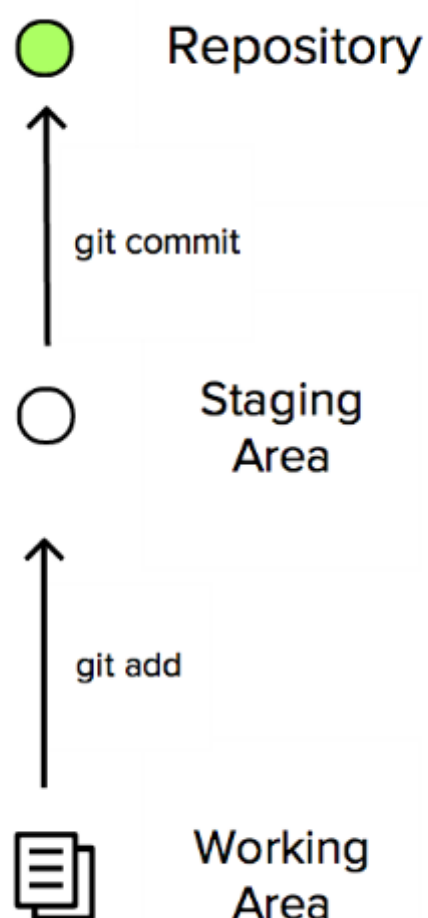 Repository
git commit
Staging
Area
git add
Working
Area